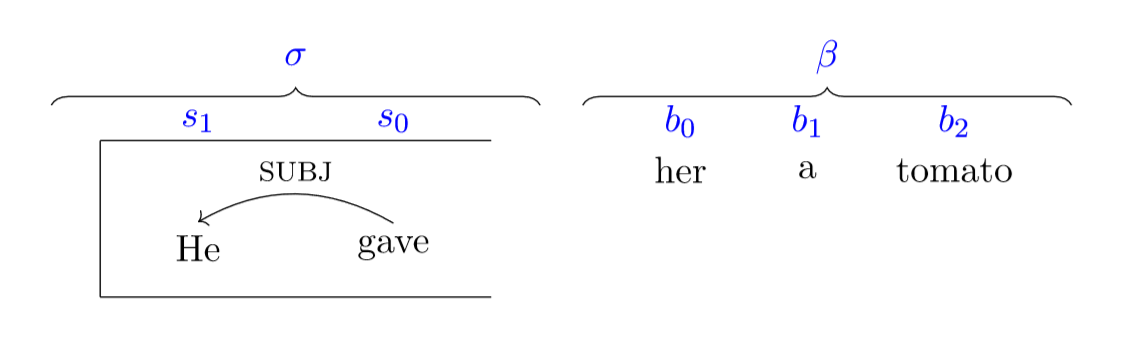 σ β
s₁ s₀ b₀ b₁ b₂
her a tomato
SUBJ
He gave